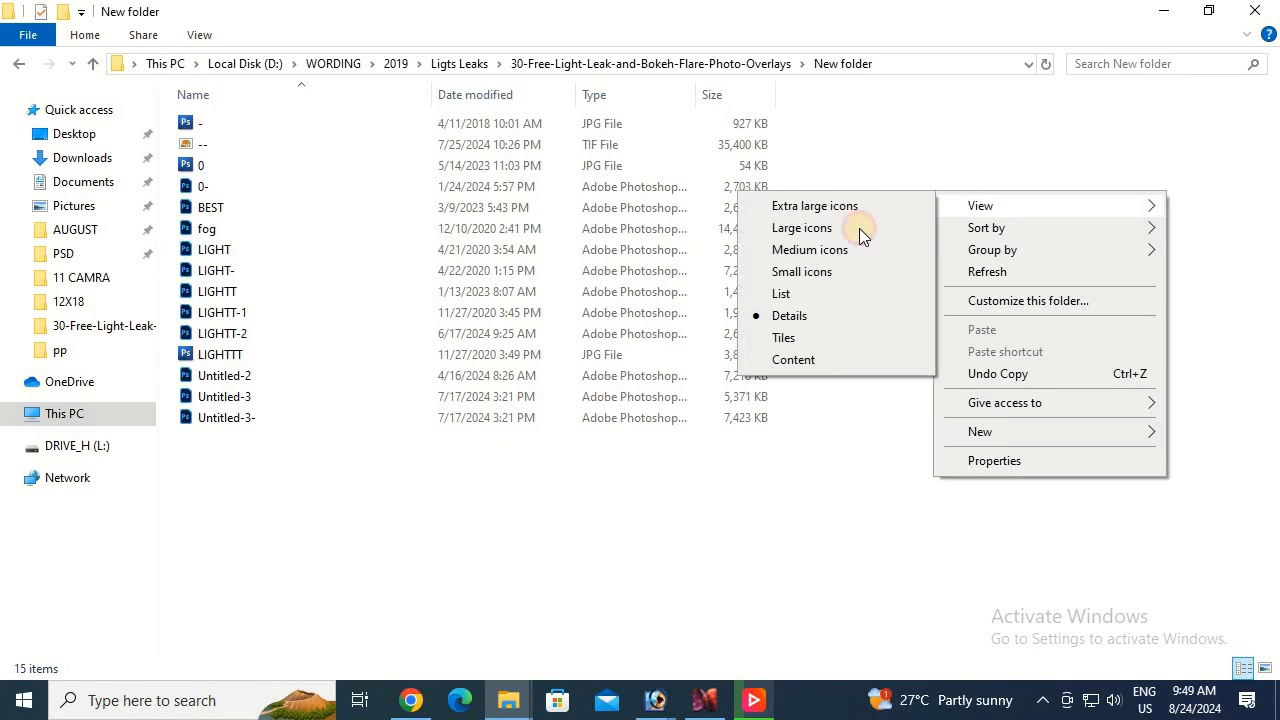 New folder
File Home Share View
This PC Local Disk (D:) WORDING 2019 Ligts Leaks 30-Free-Light-Leak-and-Bokeh-Flare-Photo-Overlays New folder
Search New folder
Name Date modified Type Size
- 4/11/2018 10:01 AM JPG File 927 KB
-- 7/25/2024 10:26 PM TIF File 35,400 KB
0 5/14/2023 11:03 PM JPG File 54 KB
0- 1/24/2024 5:57 PM Adobe Photoshop... 2,703 KB
BEST 3/9/2023 5:43 PM Adobe Photoshop...
fog 12/10/2020 2:41 PM Adobe Photoshop...
LIGHT 4/21/2020 3:54 AM Adobe Photoshop...
LIGHT- 4/22/2020 1:15 PM Adobe Photoshop...
LIGHTT 1/13/2023 8:07 AM Adobe Photoshop...
LIGHTT-1 11/27/2020 3:45 PM Adobe Photoshop...
LIGHTT-2 6/17/2024 9:25 AM Adobe Photoshop...
LIGHTTT 11/27/2020 3:49 PM JPG File
Untitled-2 4/16/2024 8:26 AM Adobe Photoshop... 7,218 KB
Untitled-3 7/17/2024 3:21 PM Adobe Photoshop... 5,371 KB
Untitled-3- 7/17/2024 3:21 PM Adobe Photoshop... 7,423 KB
Quick access
Desktop
Downloads
Documents
Pictures
AUGUST
PSD
11 CAMRA
12X18
30-Free-Light-Leak-
pp
OneDrive
This PC
DRIVE_H (L:)
Network
Extra large icons
Large icons
Medium icons
Small icons
List
Details
Tiles
Content
View
Sort by
Group by
Refresh
Customize this folder...
Paste
Paste shortcut
Undo Copy Ctrl+Z
Give access to
New
Properties
Activate Windows
Go to Settings to activate Windows.
15 items
Type here to search
27°C Partly sunny
ENG
US
9:49 AM
8/24/2024